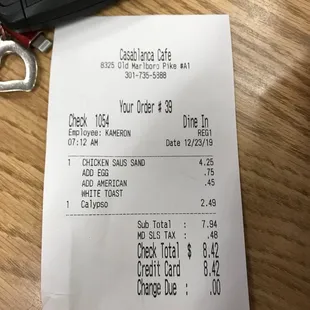 Casablanca Cafe
8325 Old Marlboro Pike #A1
301-735-5888
Your Order # 39
Check 1054 Dine In
Employee: KAMERON REG1
07:12 AM Date 12/23/19
1 CHICKEN SAUS SAND 4.25
ADD EGG .75
ADD AMERICAN .45
WHITE TOAST
1 Calypso 2.49
Sub Total : 7.94
MD SLS TAX : .48
Check Total $ 8.42
Credit Card 8.42
Change Due : .00